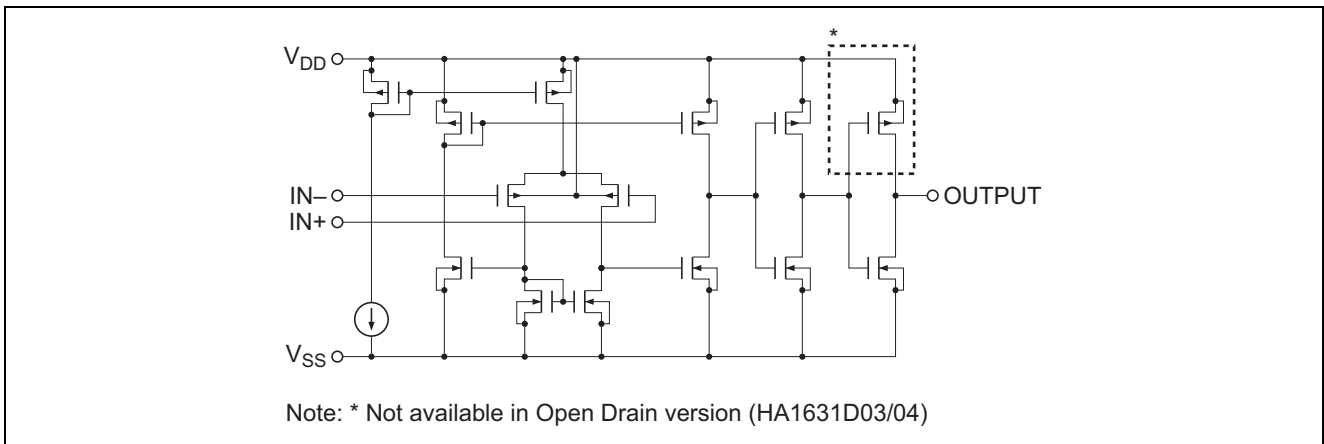 *
VDD
IN–
IN+
OUTPUT
VSS
Note: * Not available in Open Drain version (HA1631D03/04)